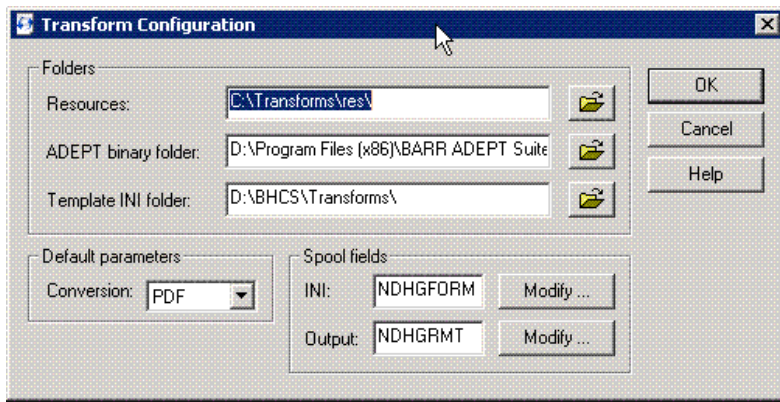 Transform Configuration
Folders
Resources: C:\Transforms\res\
OK
ADEPT binary folder: D:\Program Files (x86)\BARR ADEPT Suite
Cancel
Template INI folder: D:\BHCS\Transforms\
Help
Default parameters
Conversion: PDF
Spool fields
INI: NDHGFORM Modify ...
Output: NDHGRMT Modify ...